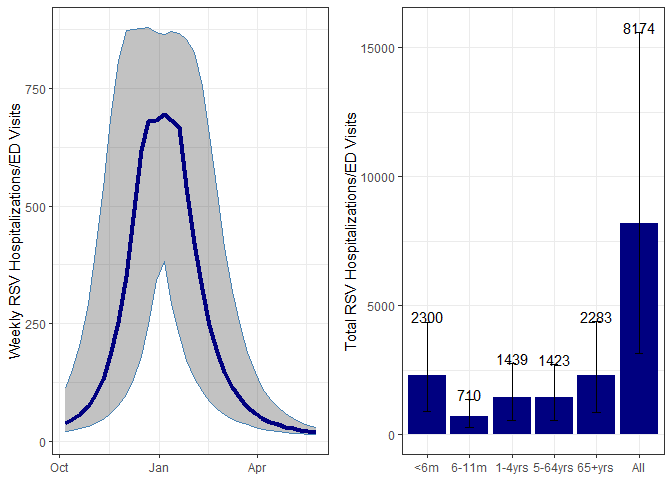 Weekly RSV Hospitalizations/ED Visits
750
500
250
0
Oct Jan Apr
Total RSV Hospitalizations/ED Visits
15000
10000
5000
0
2300 710 1439 1423 2283 8174
<6m 6-11m 1-4yrs 5-64yrs 65+yrs All